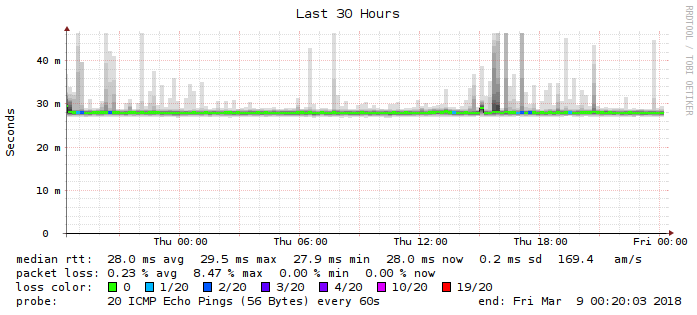 Last 30 Hours
RRDTOOL / TOBI OETIKER
Seconds
40 m
30 m
20 m
10 m
0
Thu 00:00 Thu 06:00 Thu 12:00 Thu 18:00 Fri 00:00
median rtt: 28.0 ms avg 29.5 ms max 27.9 ms min 28.0 ms now 0.2 ms sd 169.4 am/s
packet loss: 0.23 % avg 8.47 % max 0.00 % min 0.00 % now
loss color: 0 1/20 2/20 3/20 4/20 10/20 19/20
probe: 20 ICMP Echo Pings (56 Bytes) every 60s end: Fri Mar 9 00:20:03 2018